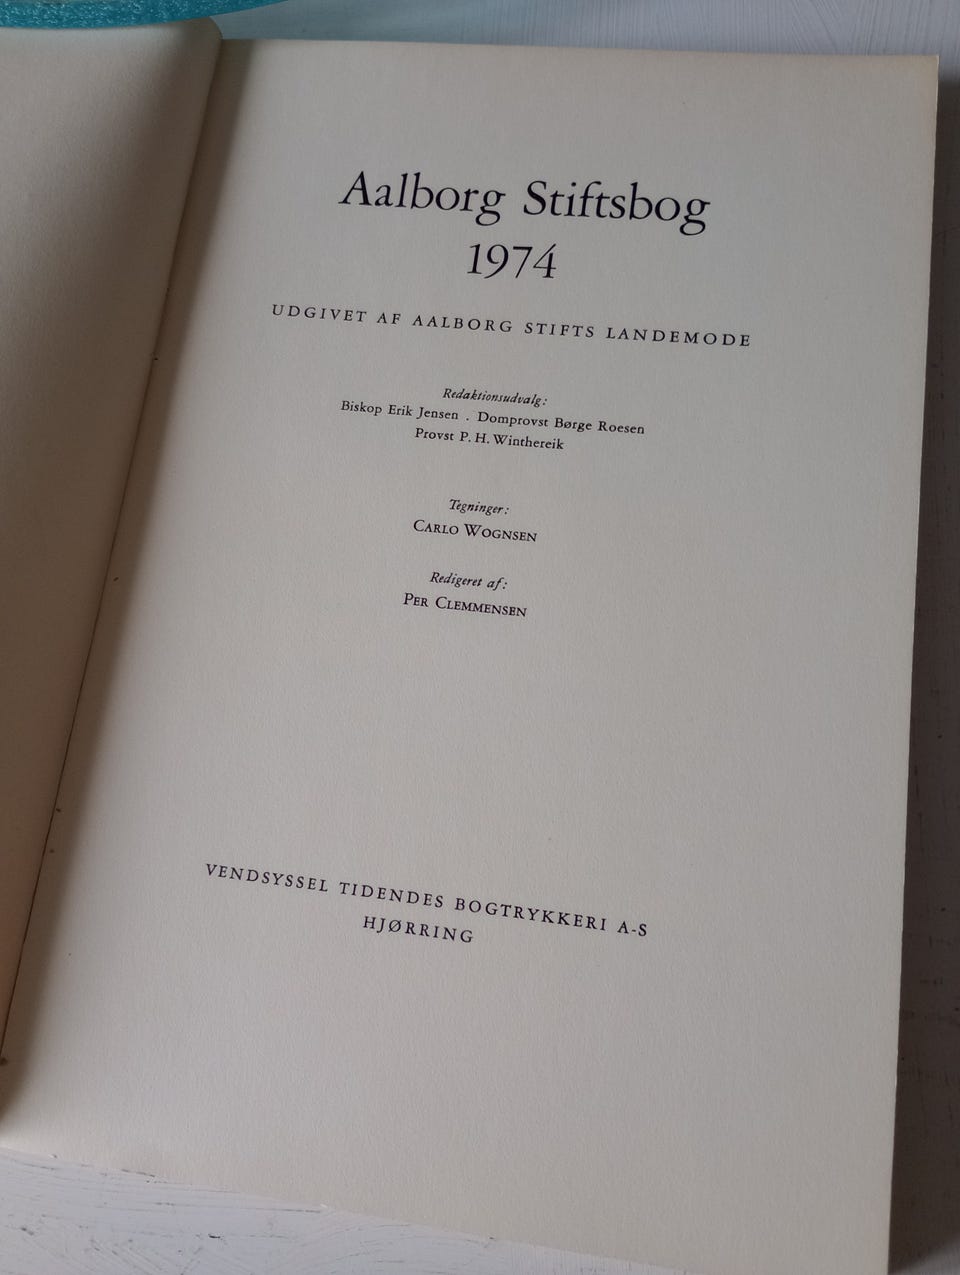 Aalborg Stiftsbog
1974
UDGIVET AF AALBORG STIFTS LANDEMODE
Redaktionsudvalg:
Biskop Erik Jensen . Domprovst Børge Roesen
Provst P. H. Winthereik
Tegninger:
CARLO WOGNSEN
Redigeret af:
PER CLEMMENSEN
VENDSYSSEL TIDENDES BOGTRYKKERI A-S
HJØRRING